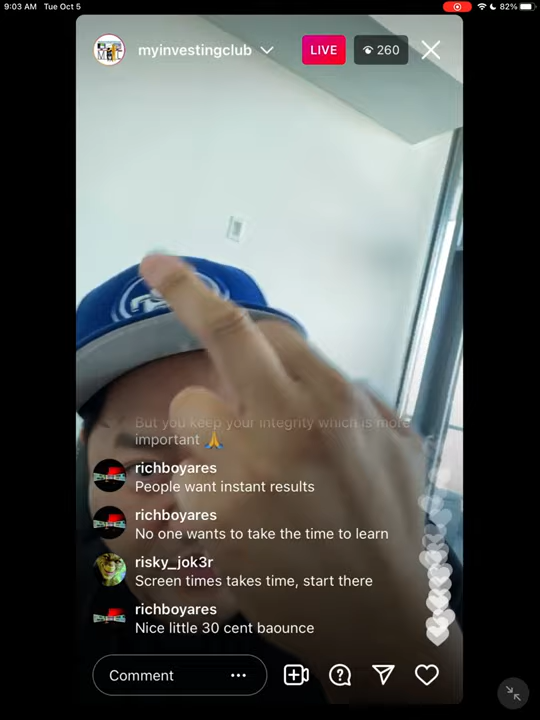 9:03 AM Tue Oct 5
82%
myinvestingclub
LIVE
260
But you keep your integrity which is more
important 🙏
richboyares
People want instant results
richboyares
No one wants to take the time to learn
risky_jok3r
Screen times takes time, start there
richboyares
Nice little 30 cent baounce
Comment